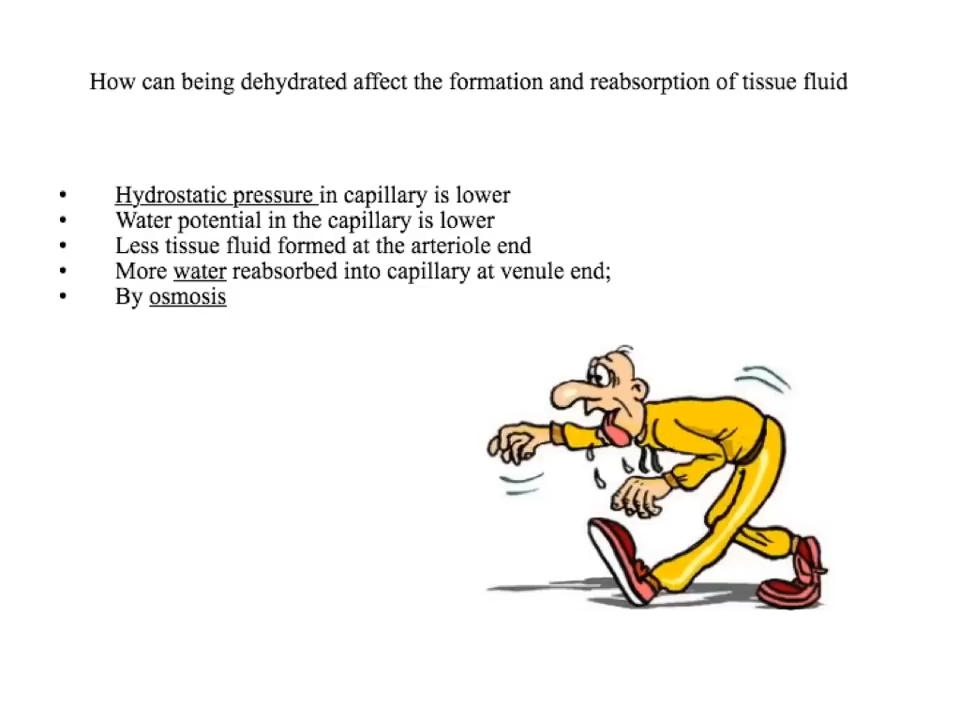 How can being dehydrated affect the formation and reabsorption of tissue fluid
• Hydrostatic pressure in capillary is lower
• Water potential in the capillary is lower
• Less tissue fluid formed at the arteriole end
• More water reabsorbed into capillary at venule end;
• By osmosis